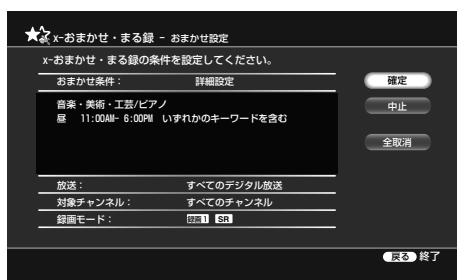 x-おまかせ・まる録 - おまかせ設定
x-おまかせ・まる録の条件を設定してください。
おまかせ条件： 詳細設定
確定
音楽・美術・工芸/ピアノ
中止
昼 11:00AM- 6:00PM いずれかのキーワードを含む
全取消
放送： すべてのデジタル放送
対象チャンネル： すべてのチャンネル
録画モード： 録画1 SR
戻る 終了